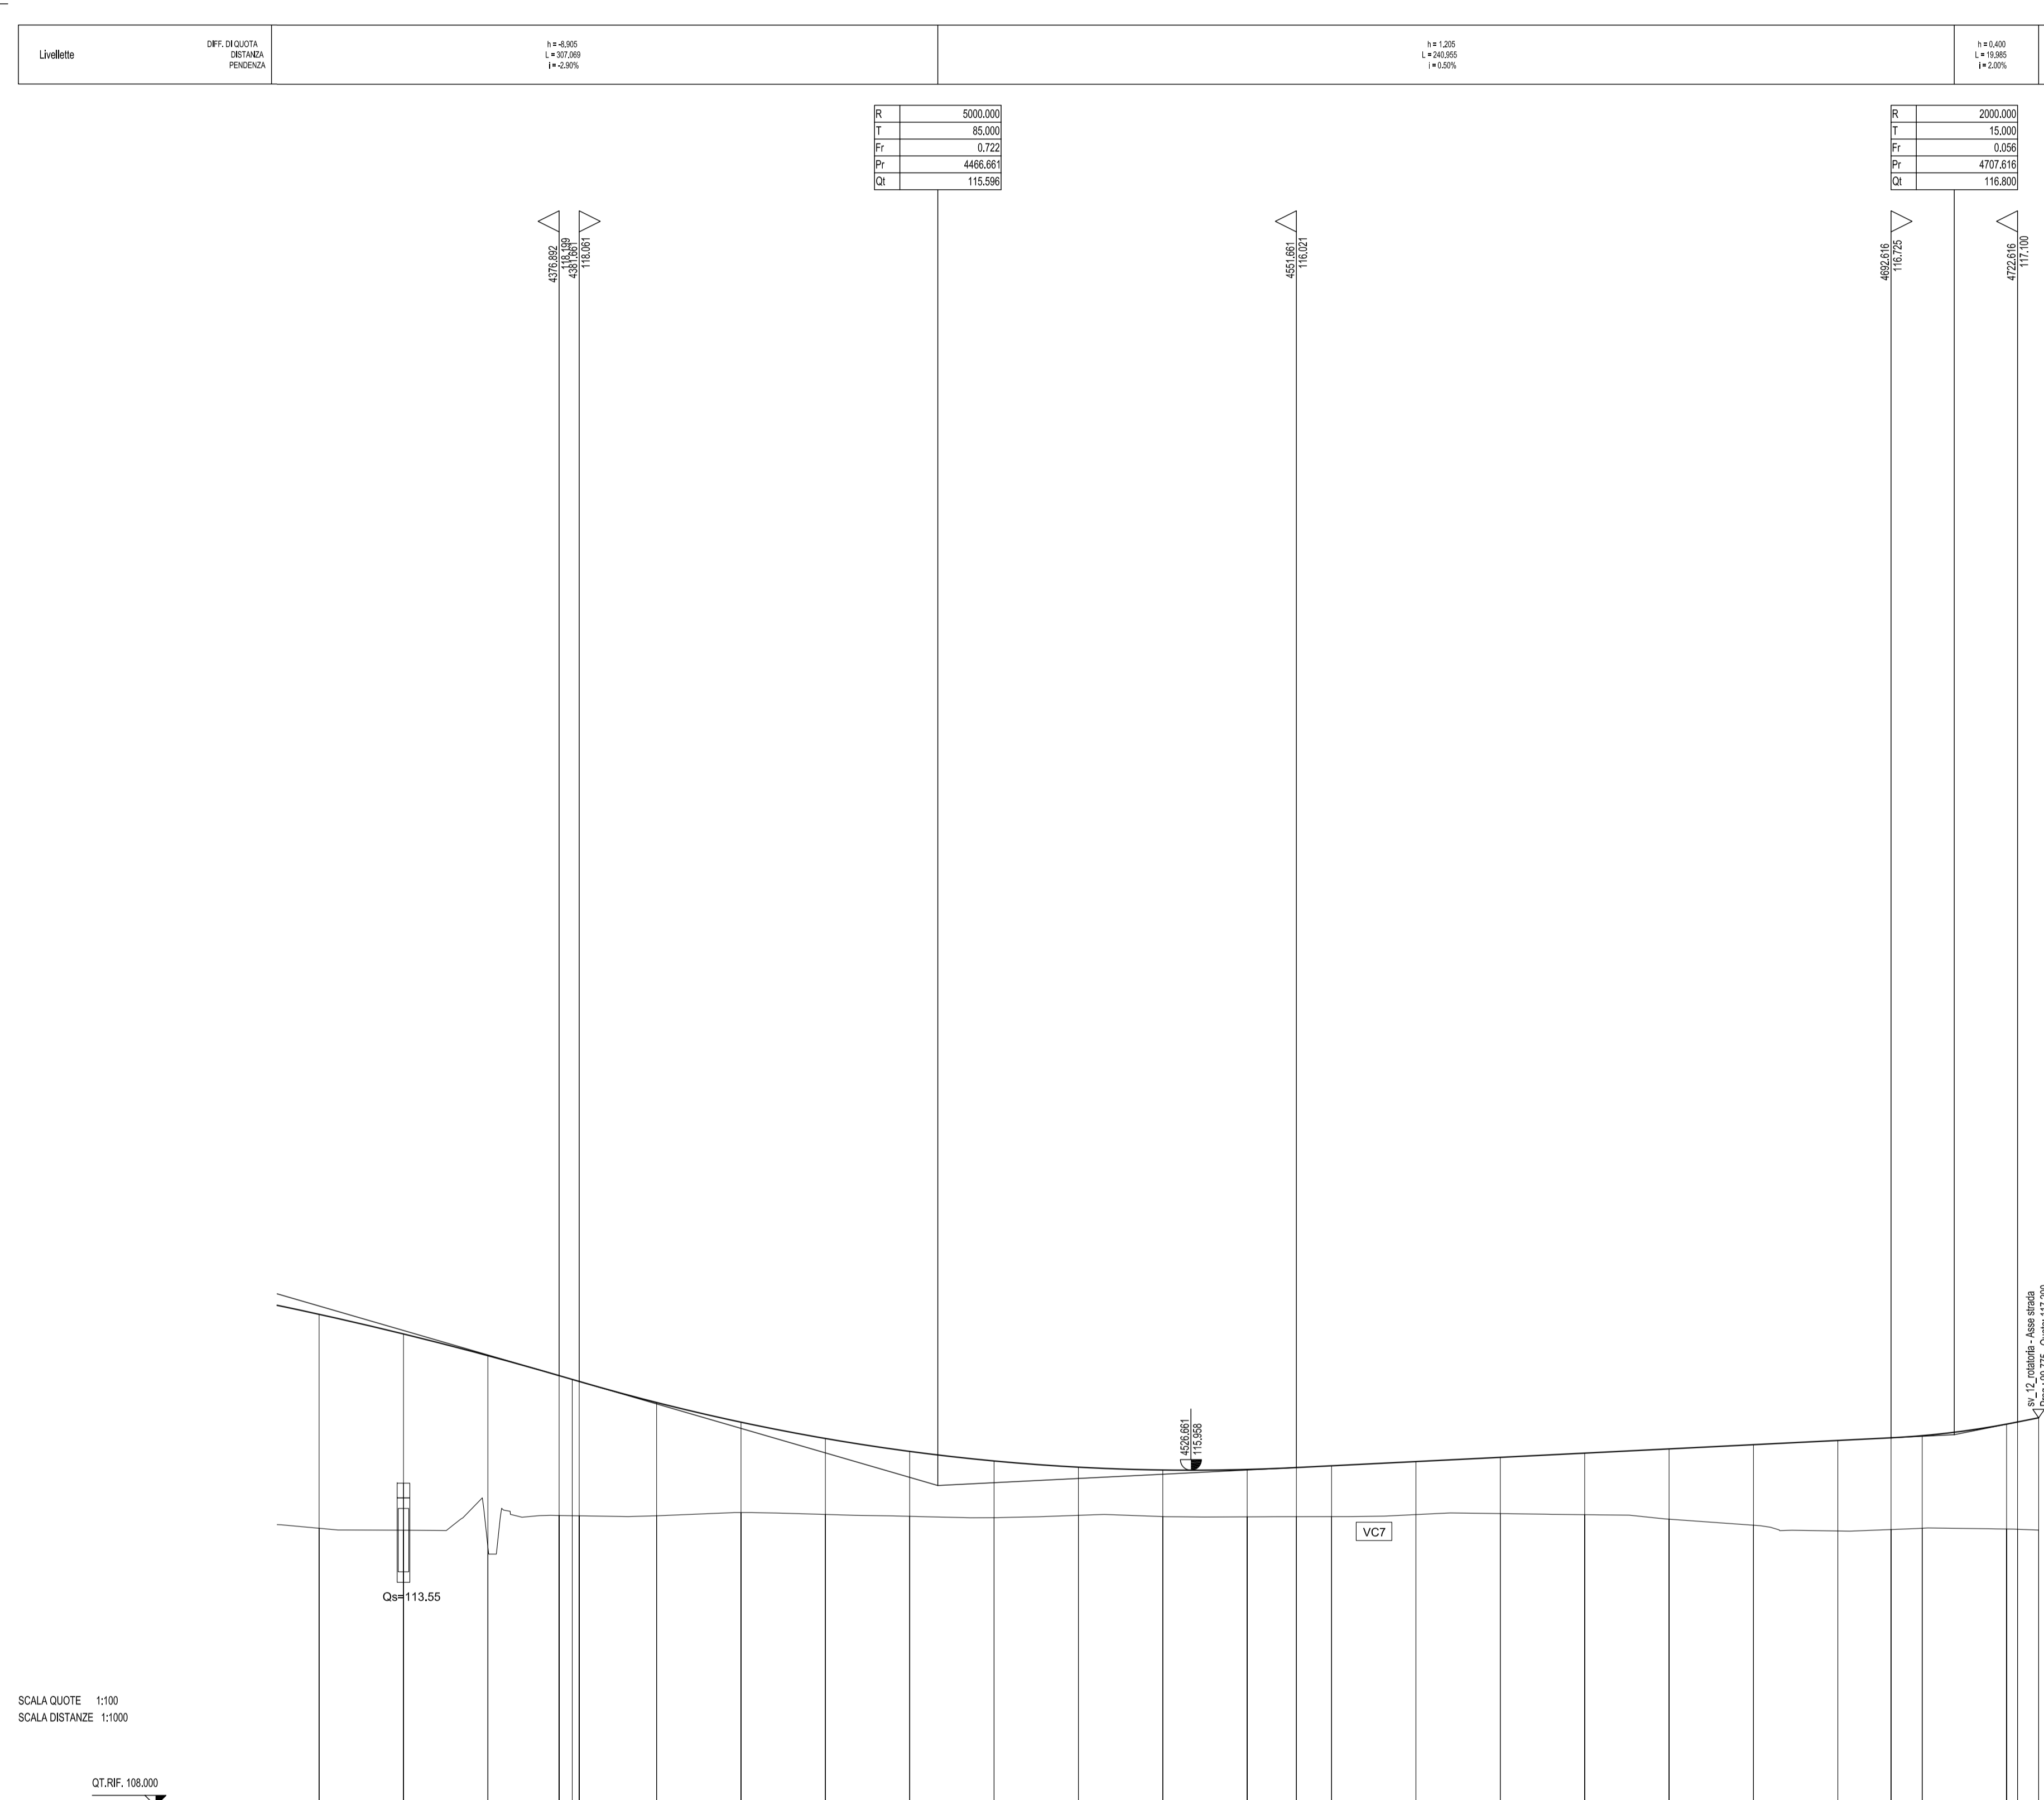 Livellette
DIFF. DI QUOTA
DISTANZA
PENDENZA
h = -8,905
L = 307,069
i = -2.90%
h = 1,205
L = 240,955
i = 0.50%
h = 0,400
L = 19,985
i = 2.00%
R 5000.000
T 85.000
Fr 0.722
Pr 4466.661
Qt 115.596
R 2000.000
T 15.000
Fr 0.056
Pr 4707.616
Qt 116.800
4376.892
118.199
4381.661
118.061
4551.661
116.021
4692.616
116.725
4722.616
117.100
4526.661
115.958
sv_12_rotatoria - Asse strada
VC7
Qs=113.55
SCALA QUOTE 1:100
SCALA DISTANZE 1:1000
QT.RIF. 108.000